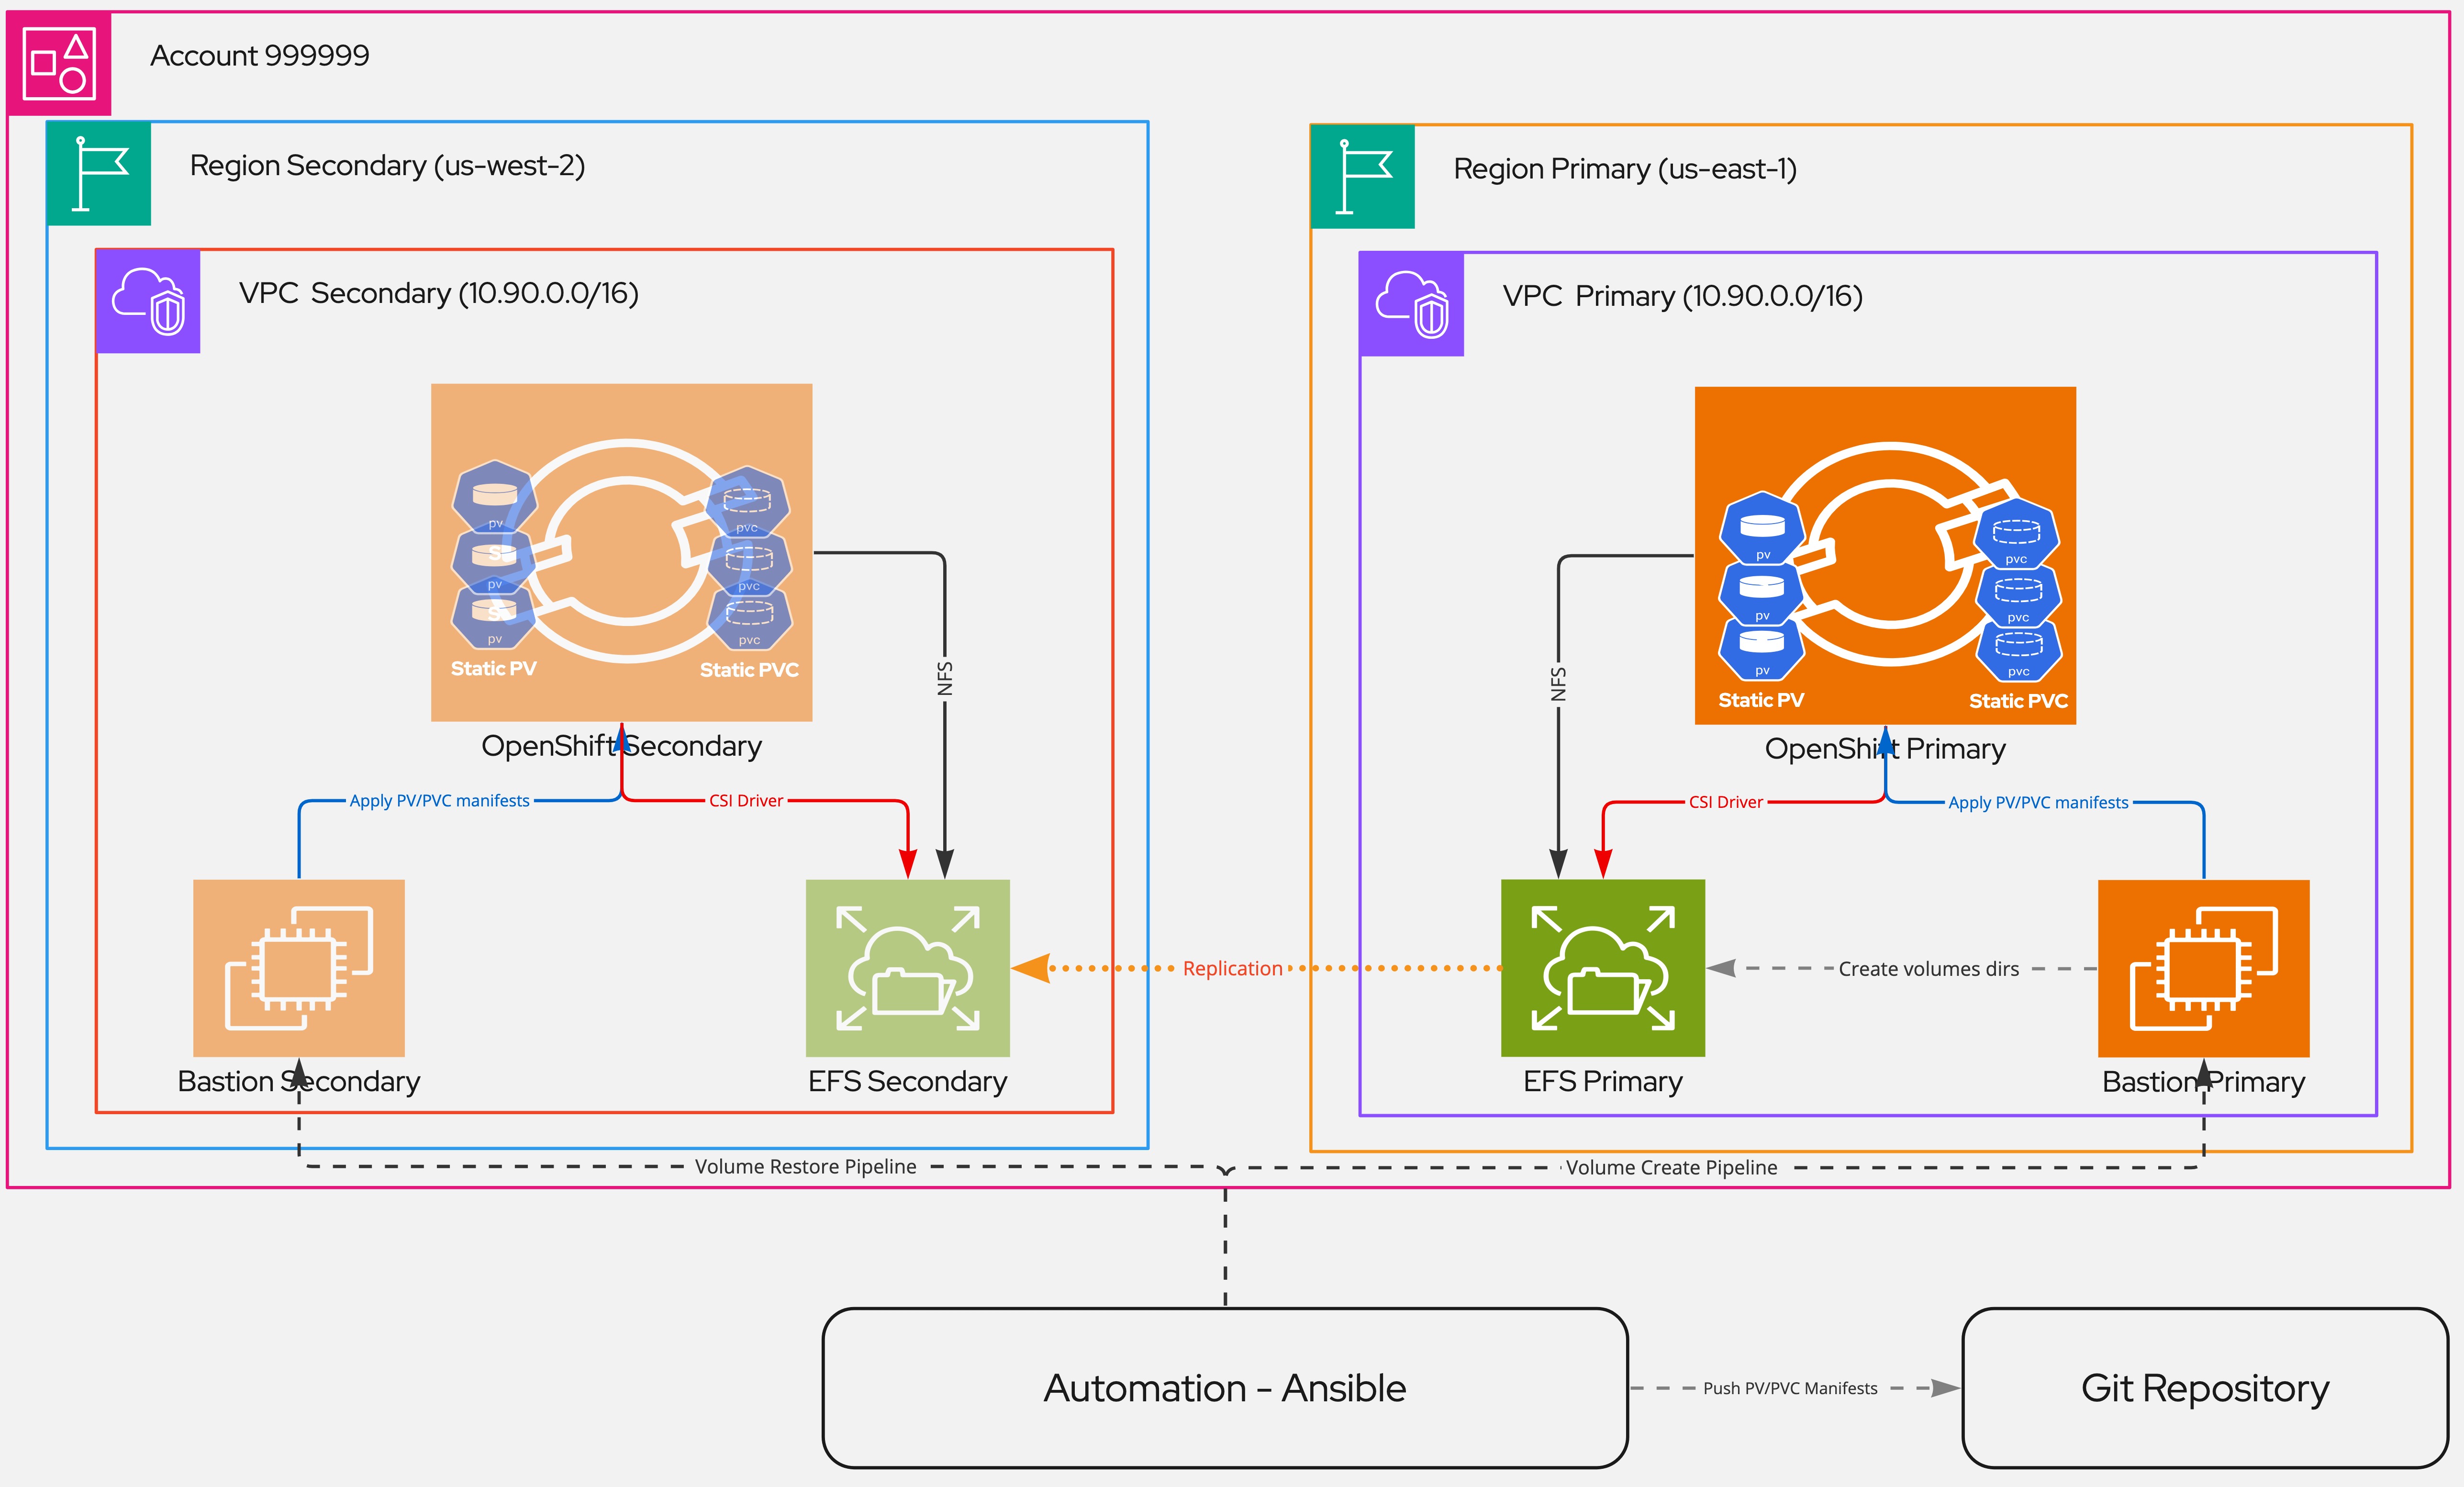 Account 999999
Region Secondary (us-west-2)
Region Primary (us-east-1)
VPC  Secondary (10.90.0.0/16)
VPC  Primary (10.90.0.0/16)
pv
pv
pv
Static PV
pvc
pvc
pvc
Static PVC
OpenShift Secondary
NFS
Apply PV/PVC manifests
CSI Driver
Bastion Secondary
EFS Secondary
Replication
NFS
pv
pv
pv
Static PV
pvc
pvc
pvc
Static PVC
OpenShift Primary
CSI Driver
Apply PV/PVC manifests
Create volumes dirs
EFS Primary
Bastion Primary
Volume Restore Pipeline
Volume Create Pipeline
Automation - Ansible
Push PV/PVC Manifests
Git Repository